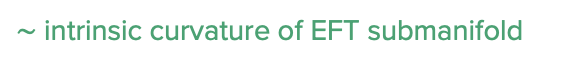 ~ intrinsic curvature of EFT submanifold